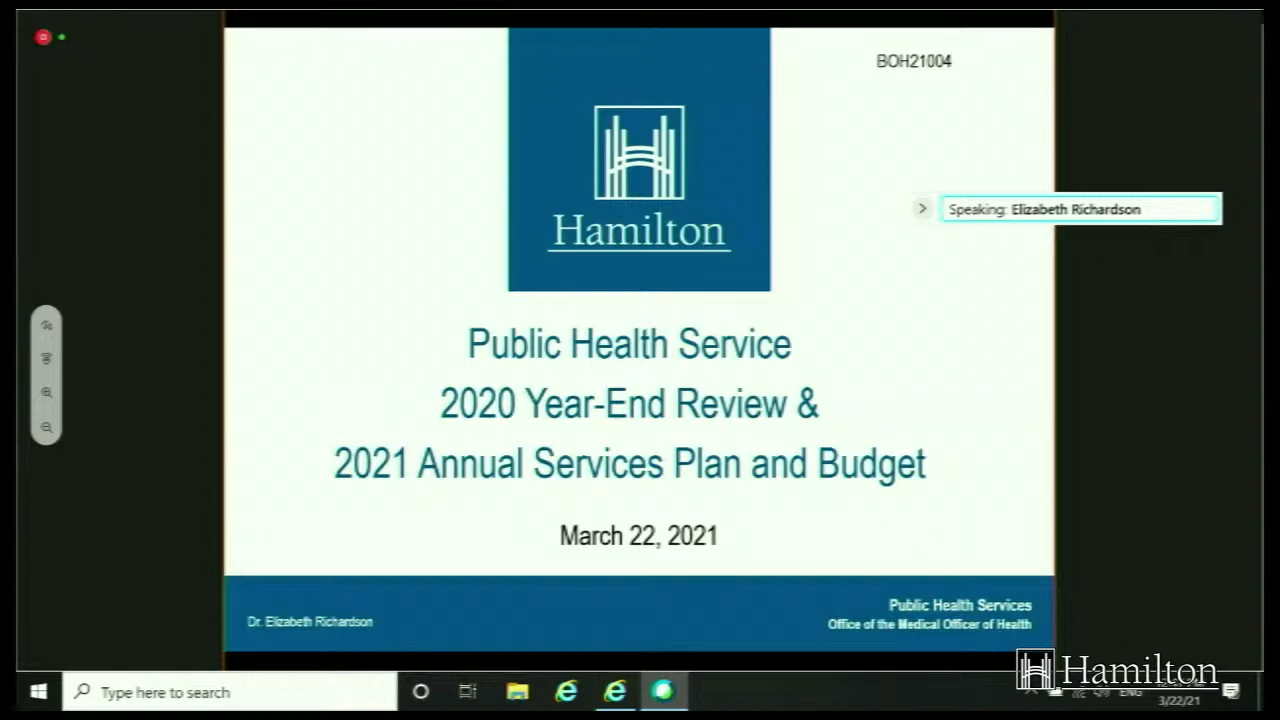 BOH21004
Hamilton
Speaking: Elizabeth Richardson
Public Health Service
2020 Year-End Review &
2021 Annual Services Plan and Budget
March 22, 2021
Dr. Elizabeth Richardson
Public Health Services
Office of the Medical Officer of Health
Hamilton
Type here to search
ENG
3/22/21